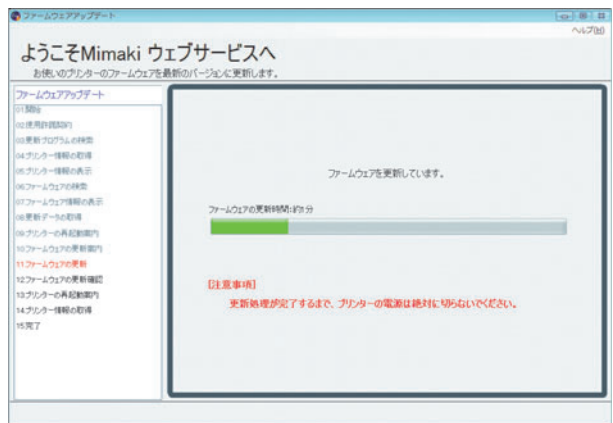 ファームウェアアップデート
ヘルプ(H)
ようこそMimaki ウェブサービスへ
お使いのプリンターのファームウェアを最新のバージョンに更新します。
ファームウェアアップデート
01.開始
02.使用許諾契約
03.更新プログラムの検索
04.プリンター情報の取得
05.プリンター情報の表示
06.ファームウェアの検索
07.ファームウェア情報の表示
08.更新データの取得
09.プリンターの再起動案内
10.ファームウェアの更新案内
11.ファームウェアの更新
12.ファームウェアの更新確認
13.プリンターの再起動案内
14.プリンター情報の取得
15.完了
ファームウェアを更新しています。
ファームウェアの更新時間:約1分
[注意事項]
更新処理が完了するまで、プリンターの電源は絶対に切らないでください。